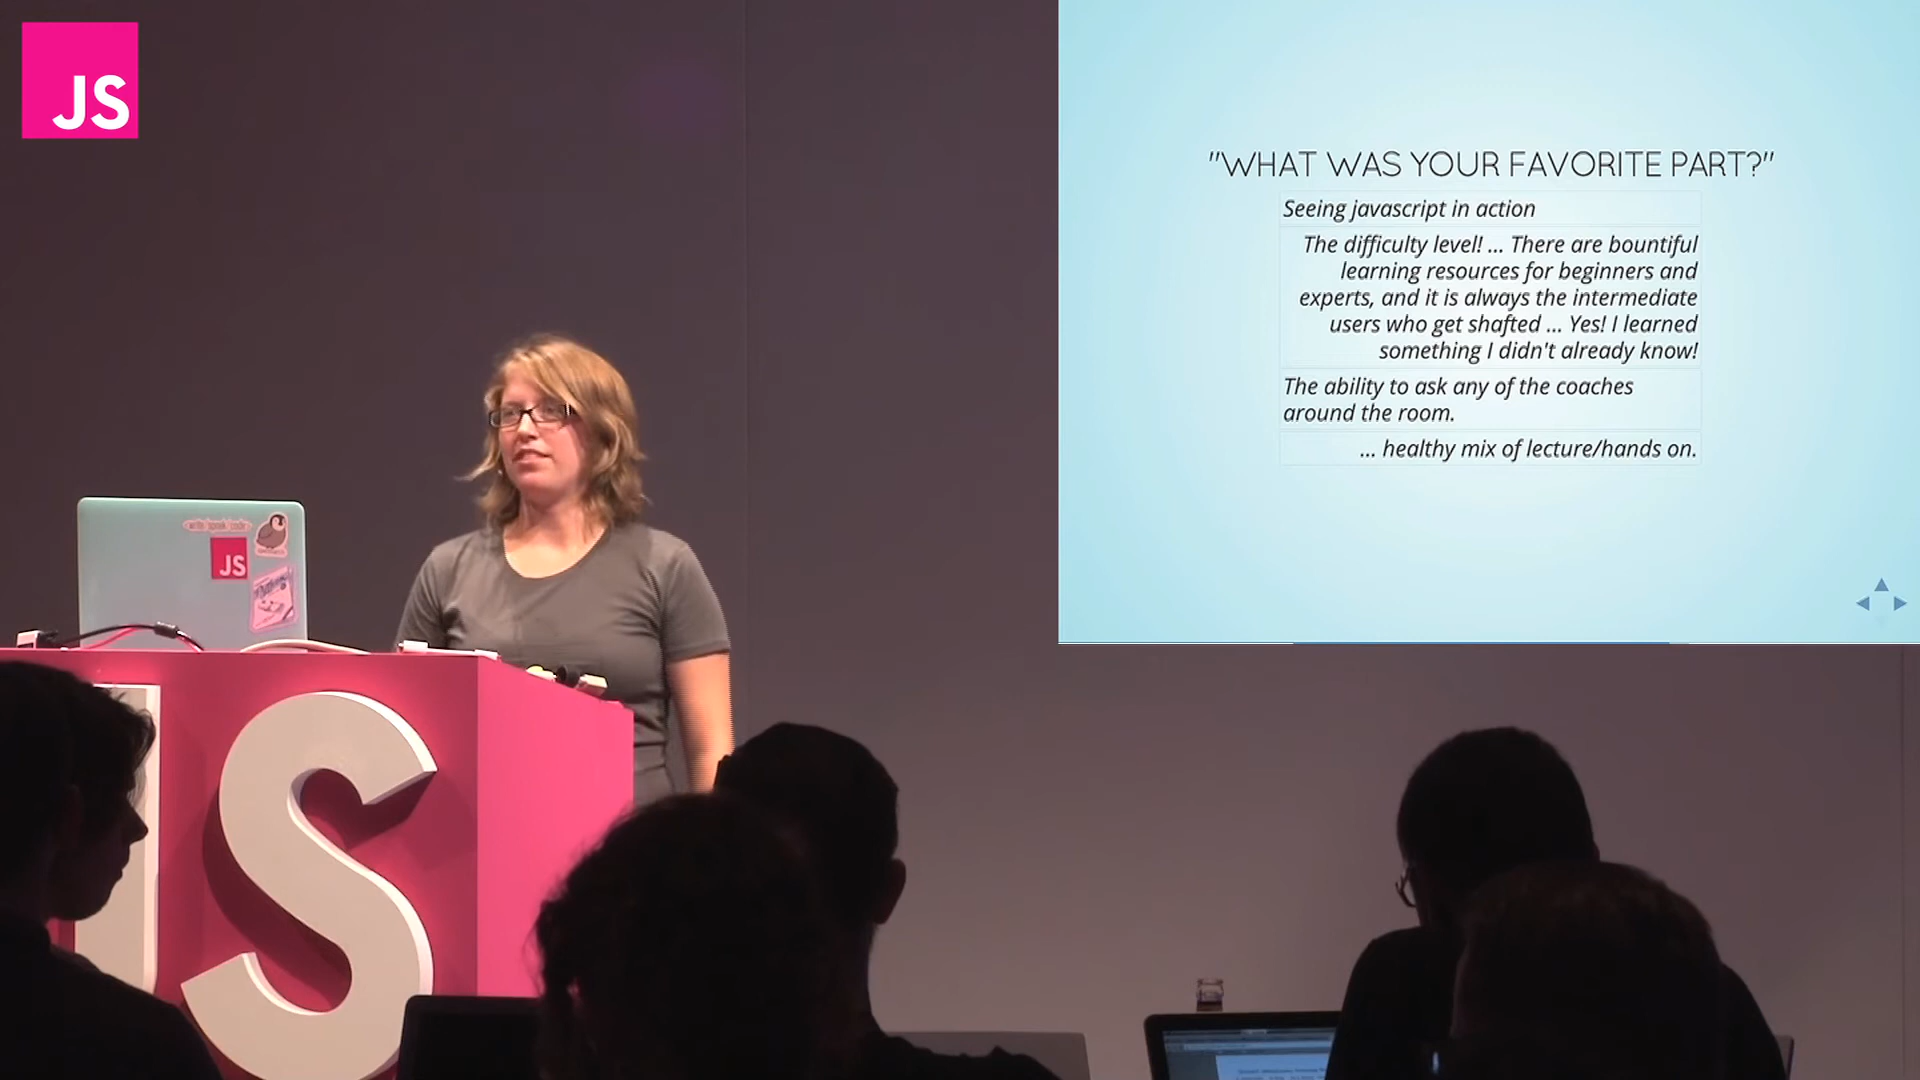 JS
"WHAT WAS YOUR FAVORITE PART?"
Seeing javascript in action
The difficulty level! ... There are bountiful
learning resources for beginners and
experts, and it is always the intermediate
users who get shafted ... Yes! I learned
something I didn't already know!
The ability to ask any of the coaches
around the room.
... healthy mix of lecture/hands on.
write/speak/code
JS
JS